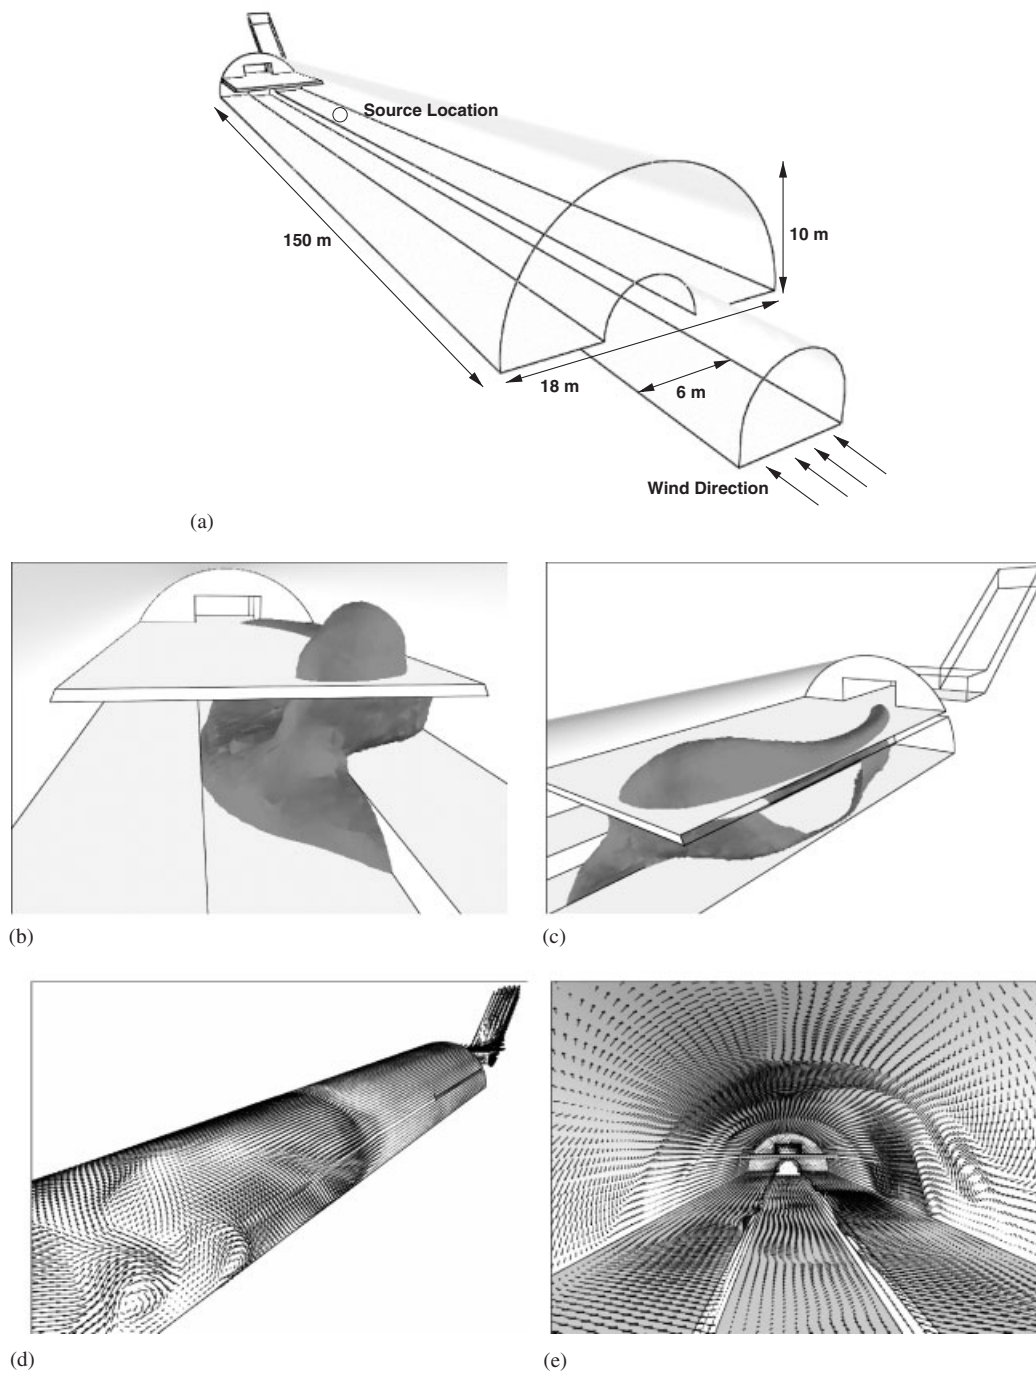 Source Location
10 m
150 m
18 m
6 m
Wind Direction
(a)
(b)
(c)
(d)
(e)